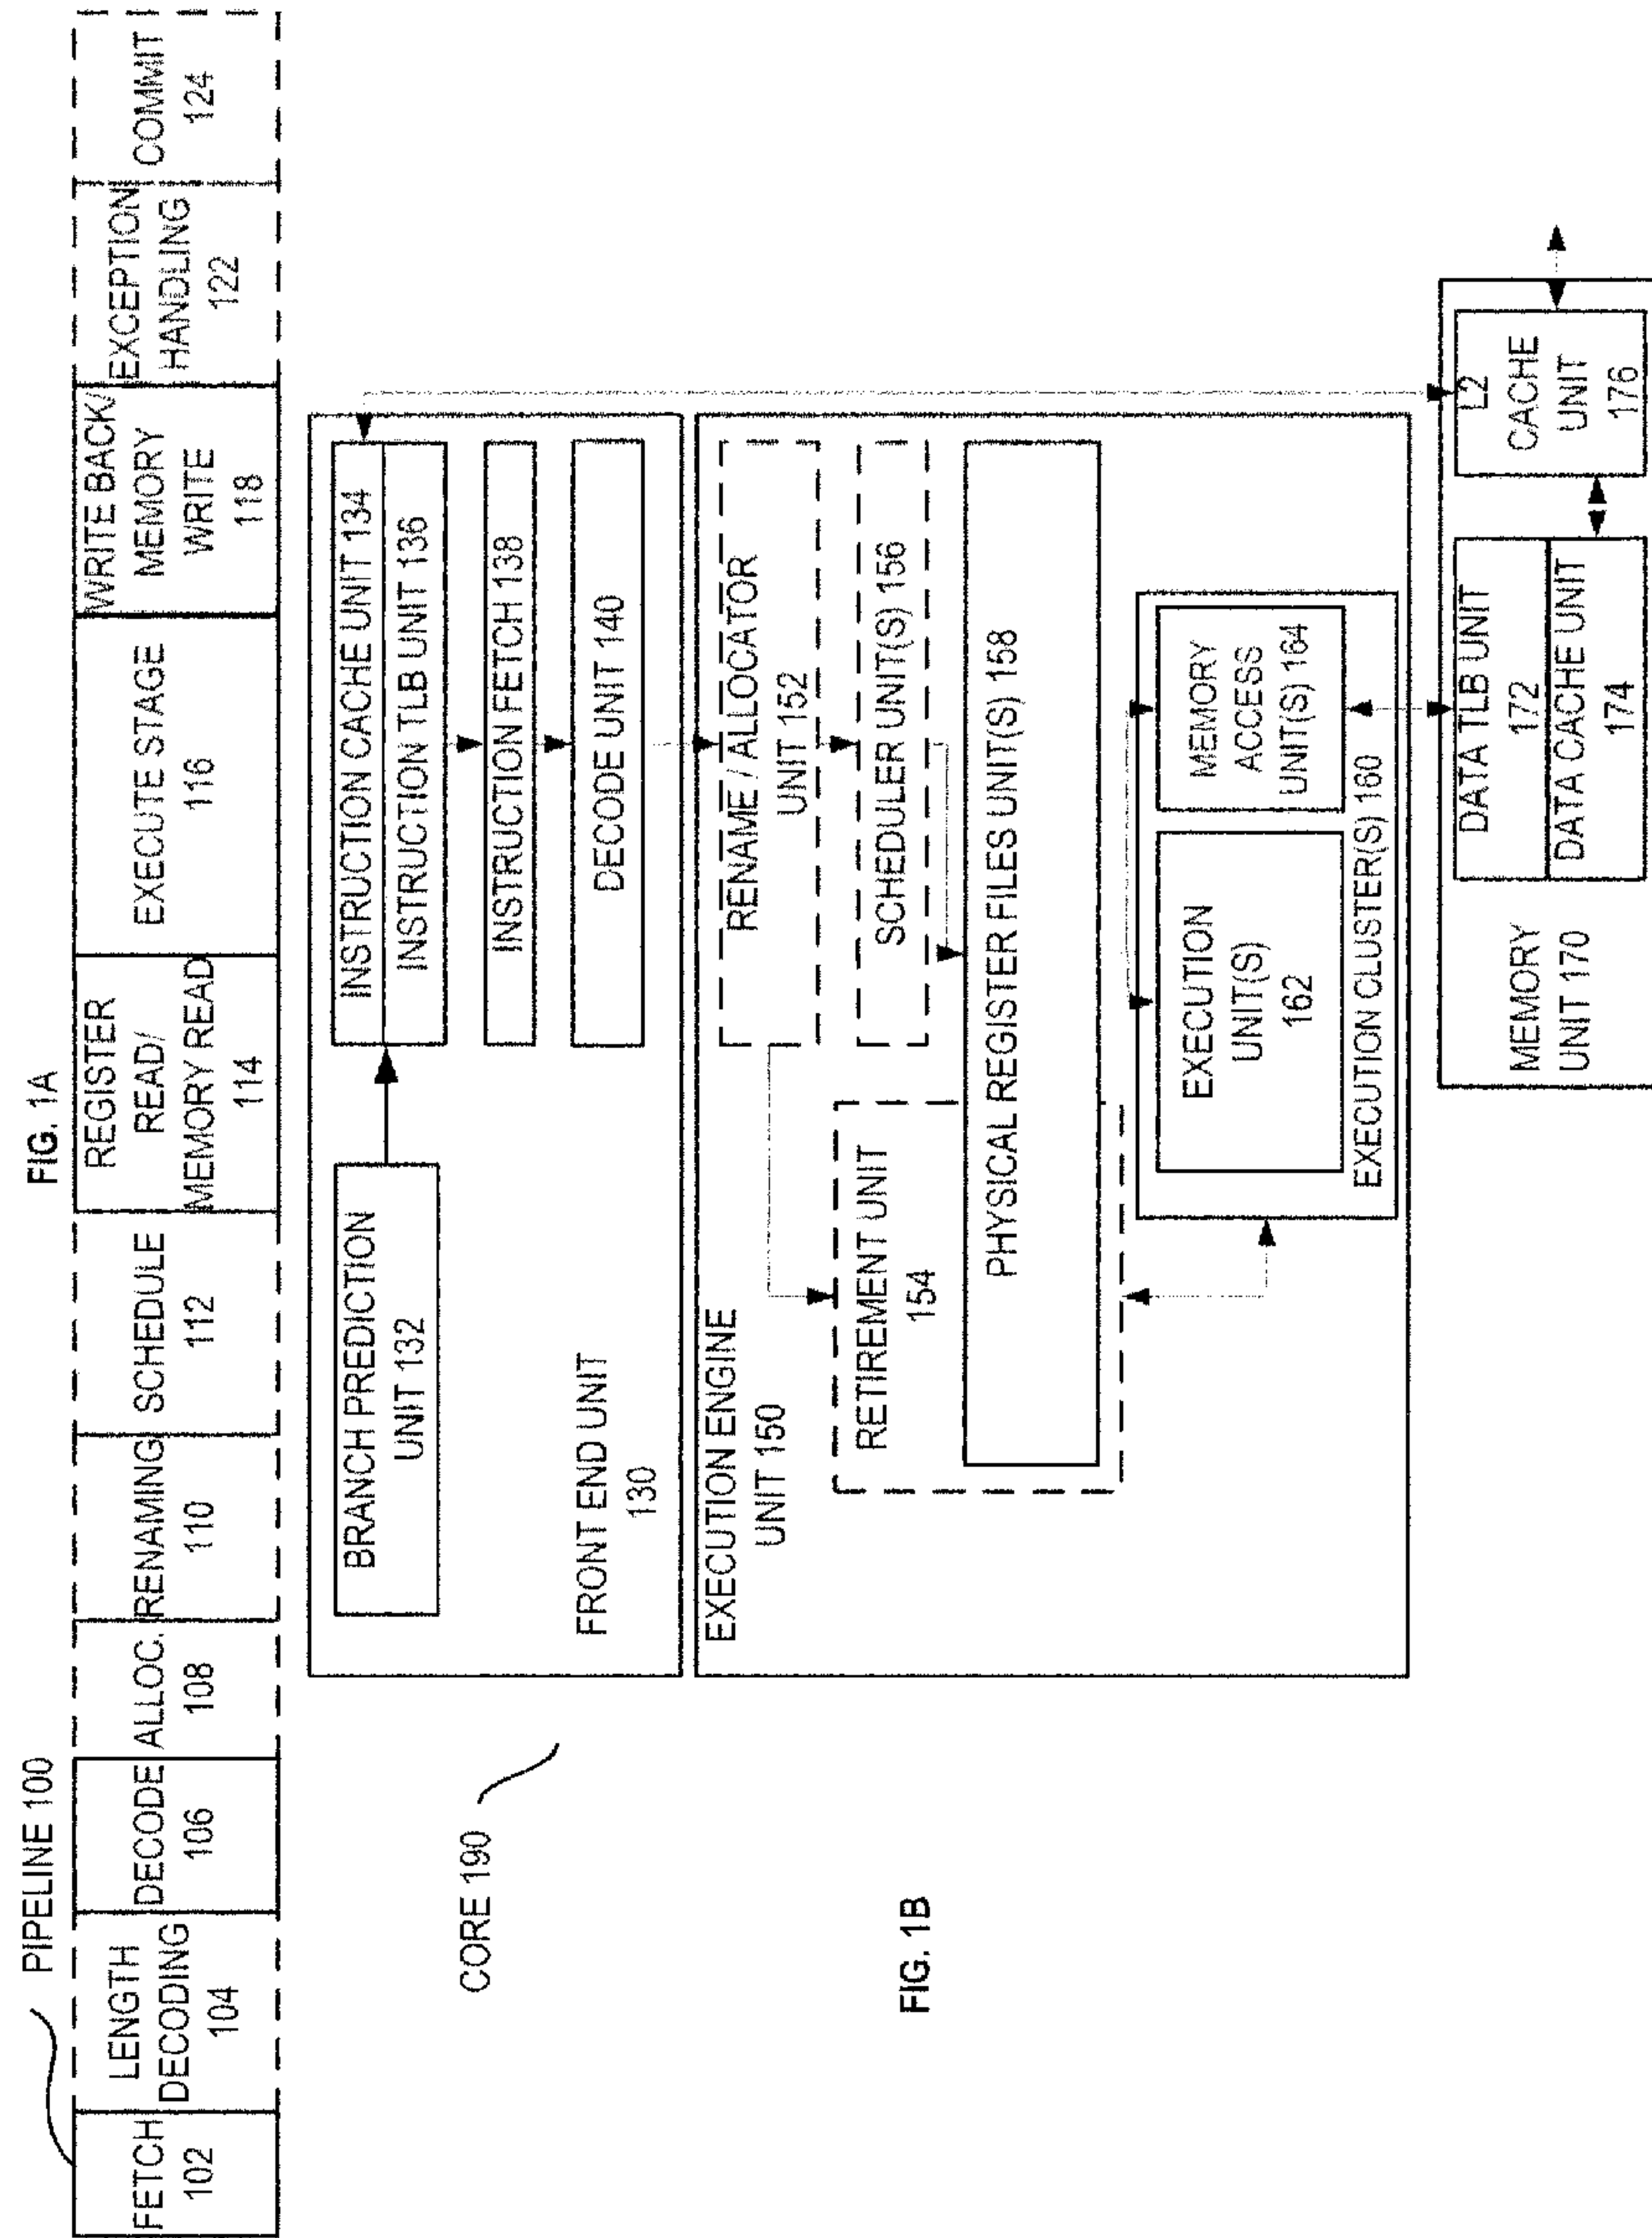 FIG. 1A
PIPELINE 100
FETCH
102
LENGTH
DECODING
104
DECODE
106
ALLOC.
108
RENAMING
110
SCHEDULE
112
REGISTER
READ/
MEMORY READ
114
EXECUTE STAGE
116
WRITE BACK/
MEMORY
WRITE
118
EXCEPTION
HANDLING
122
COMMIT
124
CORE 190
FIG. 1B
BRANCH PREDICTION
UNIT 132
INSTRUCTION CACHE UNIT 134
INSTRUCTION TLB UNIT 136
INSTRUCTION FETCH 138
DECODE UNIT 140
FRONT END UNIT
130
EXECUTION ENGINE
UNIT 150
RENAME / ALLOCATOR
UNIT 152
SCHEDULER UNIT(S) 156
RETIREMENT UNIT
154
PHYSICAL REGISTER FILES UNIT(S) 158
EXECUTION
UNIT(S)
162
MEMORY
ACCESS
UNIT(S) 164
EXECUTION CLUSTER(S) 160
MEMORY
UNIT 170
DATA TLB UNIT
172
DATA CACHE UNIT
174
L2
CACHE
UNIT
176